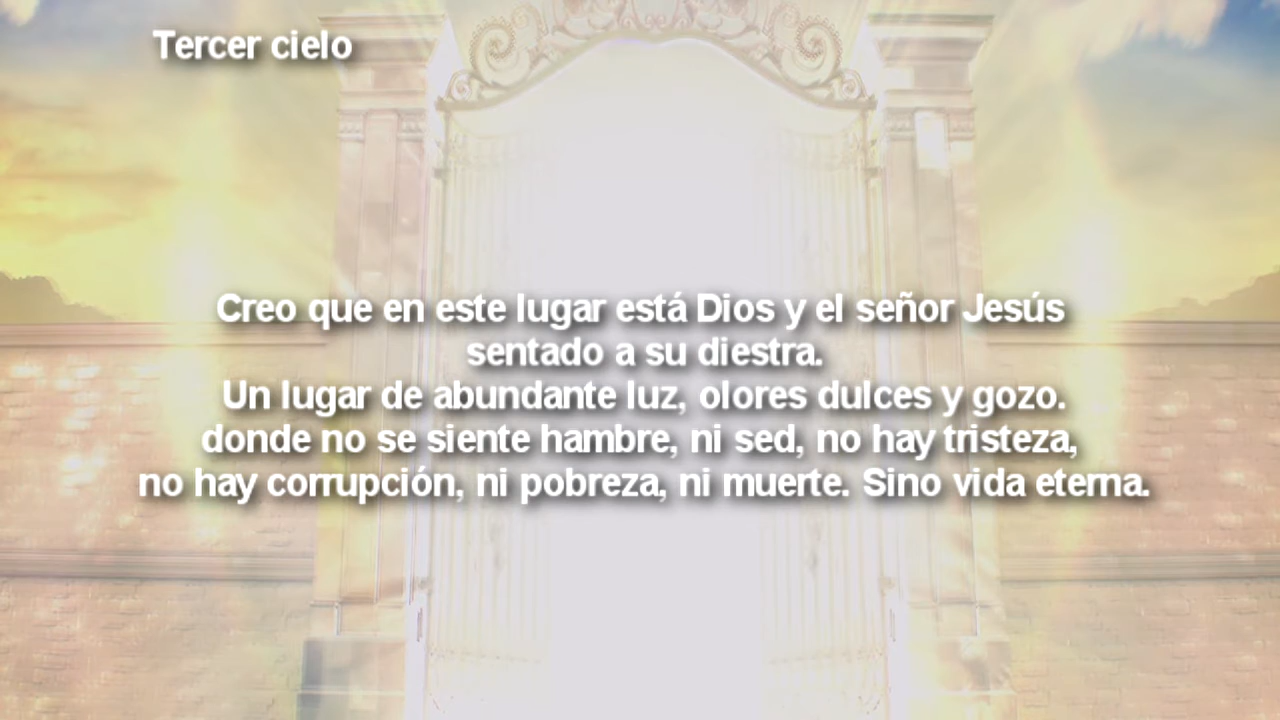 Tercer cielo
Creo que en este lugar está Dios y el señor Jesús
sentado a su diestra.
Un lugar de abundante luz, olores dulces y gozo.
donde no se siente hambre, ni sed, no hay tristeza,
no hay corrupción, ni pobreza, ni muerte. Sino vida eterna.